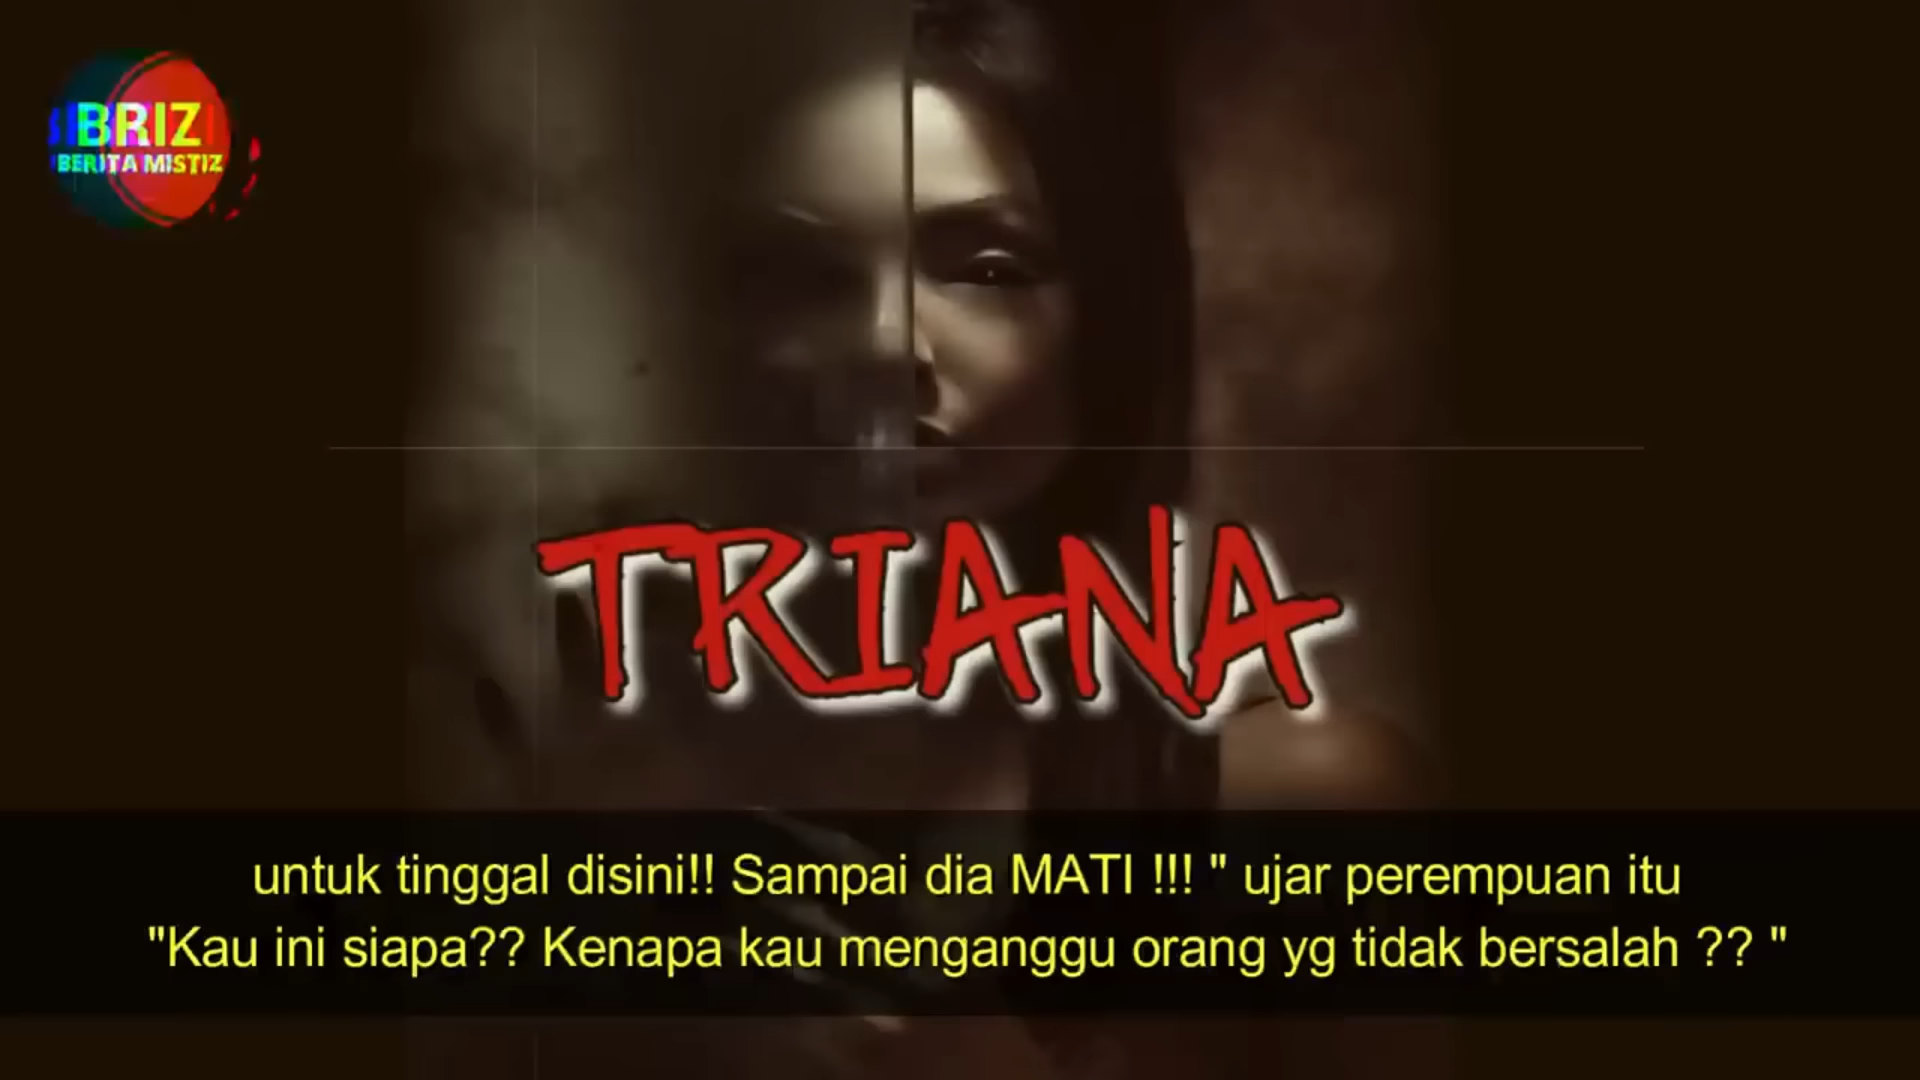 BRIZ
BERITA MISTIZ
TRIANA
untuk tinggal disini!! Sampai dia MATI !!! " ujar perempuan itu
"Kau ini siapa?? Kenapa kau menganggu orang yg tidak bersalah ?? "